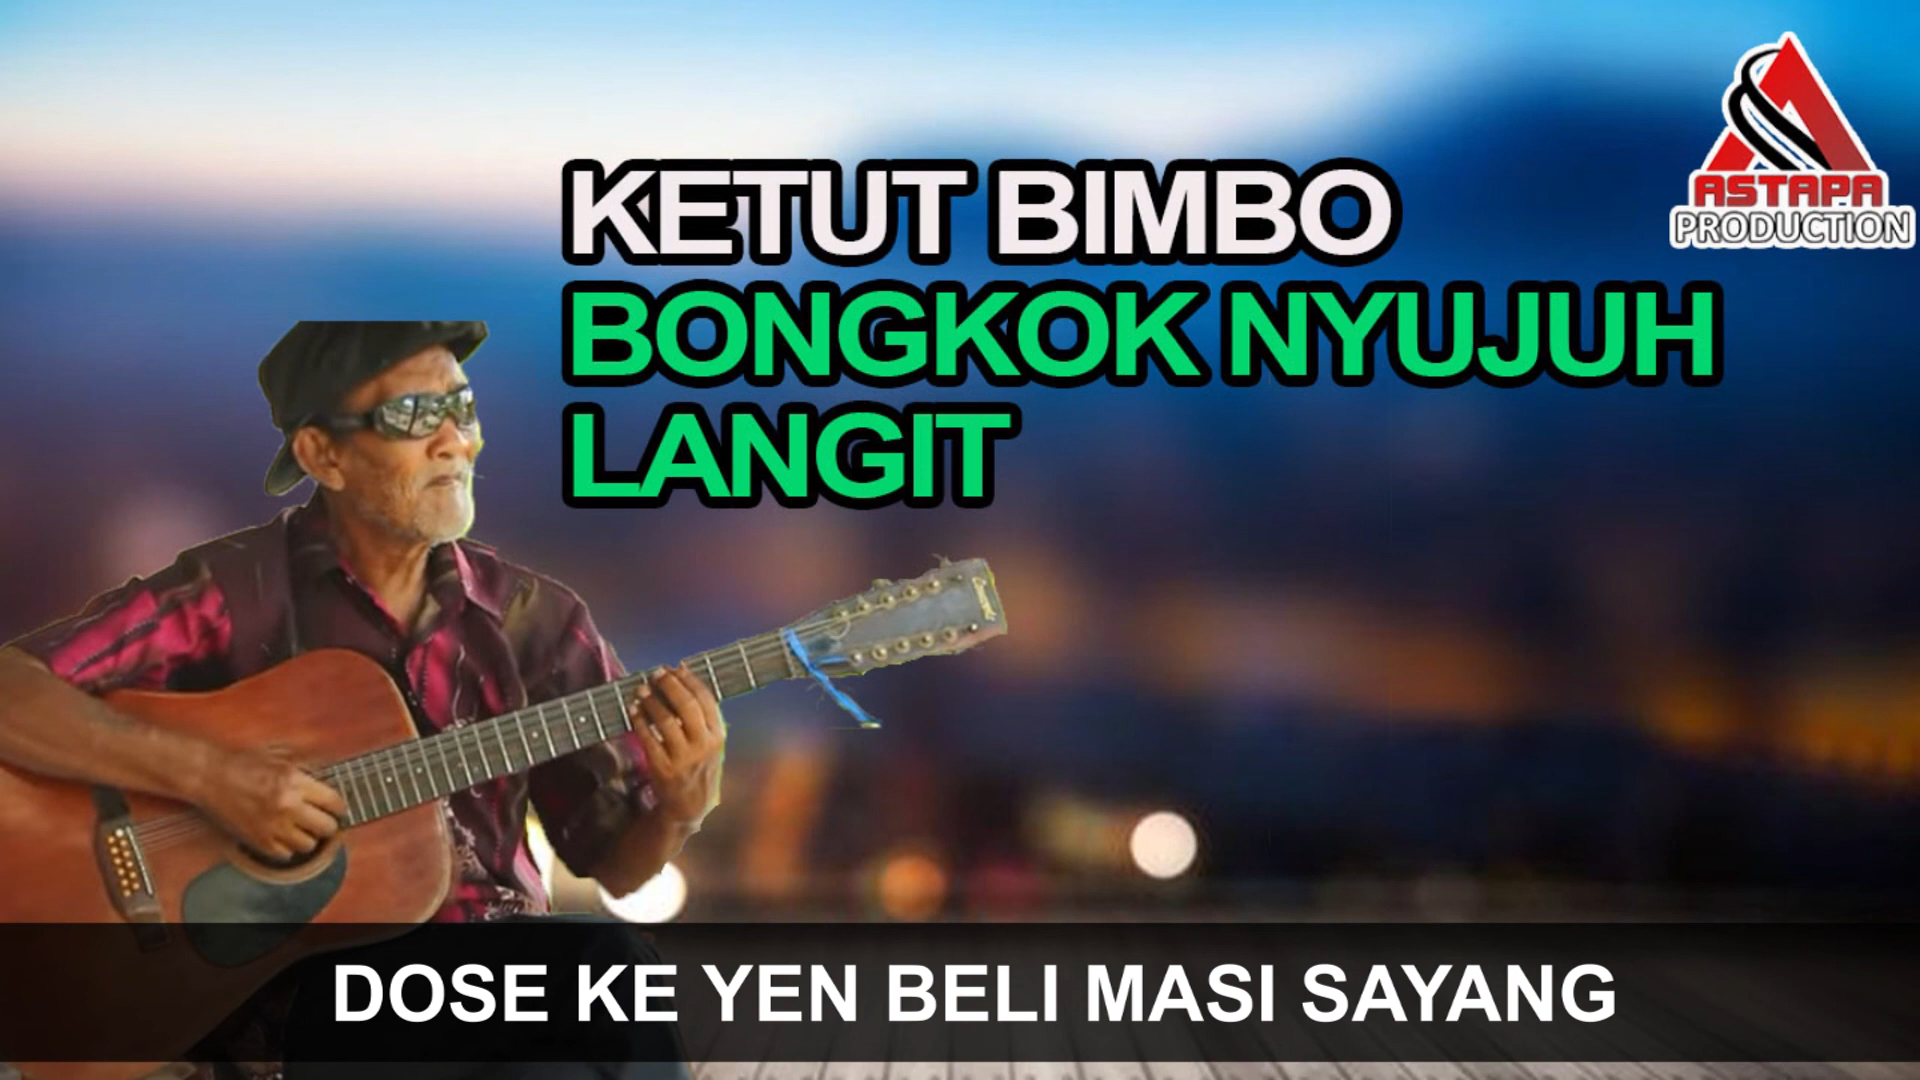 KETUT BIMBO
BONGKOK NYUJUH
LANGIT
ASTAPA
PRODUCTION
DOSE KE YEN BELI MASI SAYANG